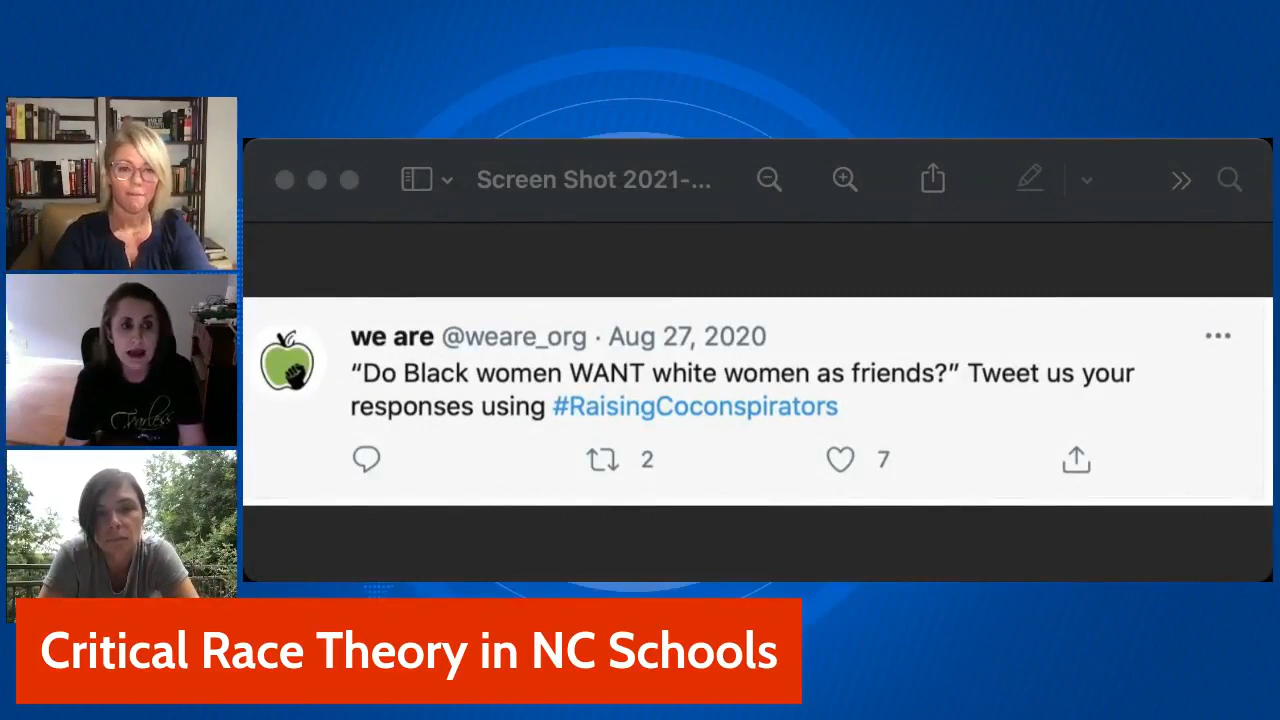 Screen Shot 2021-...
we are @weare_org · Aug 27, 2020
“Do Black women WANT white women as friends?” Tweet us your
responses using #RaisingCoconspirators
2
7
Fearless
Critical Race Theory in NC Schools